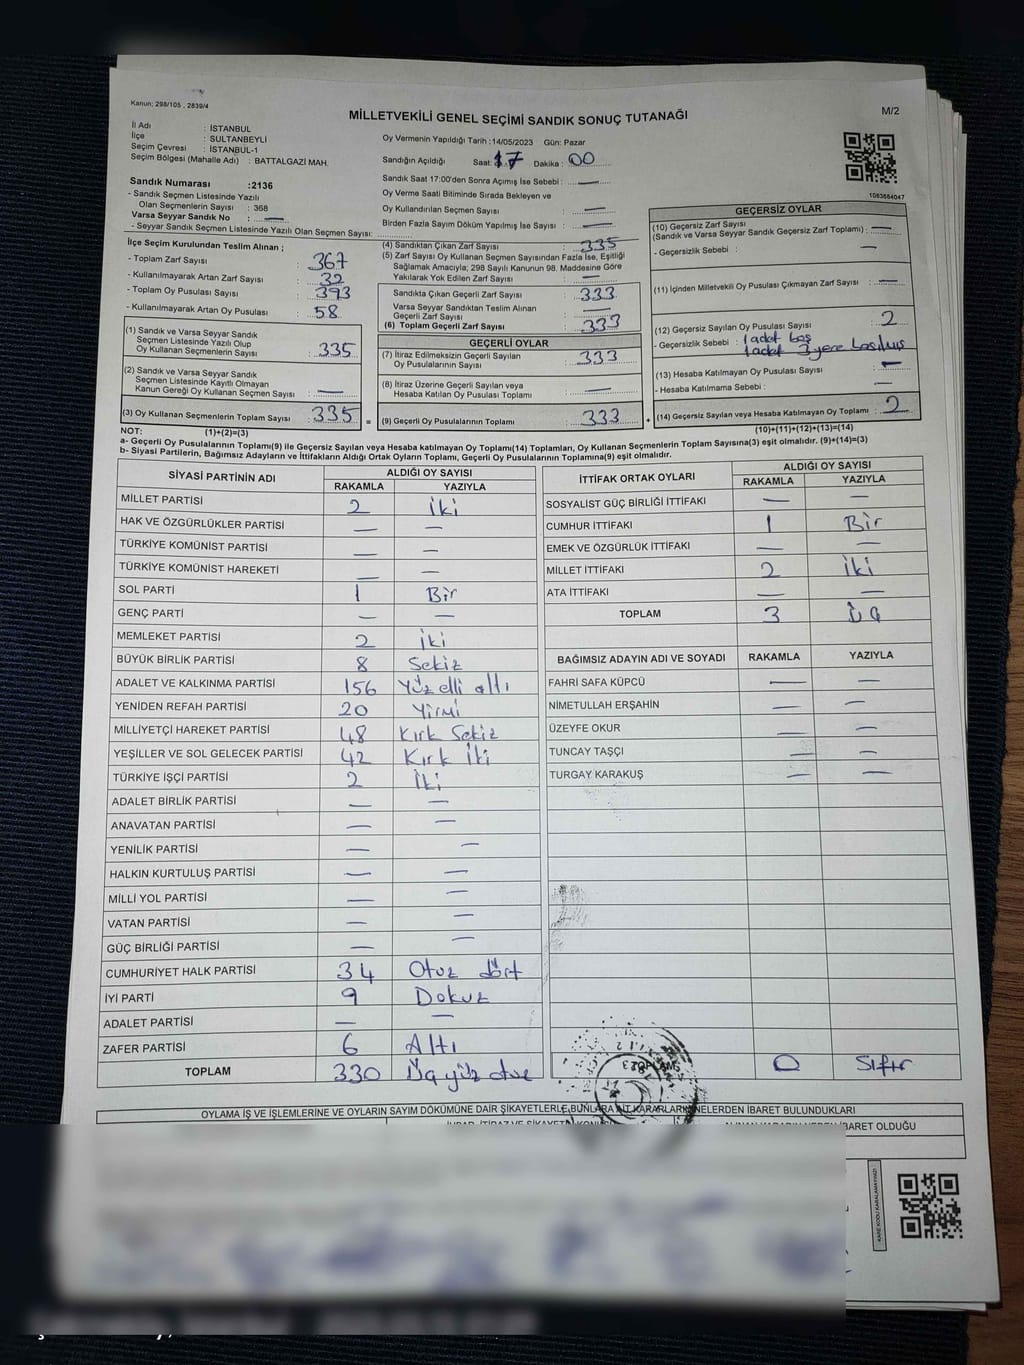 Kanun: 298/105 , 2839/4
MİLLETVEKİLİ GENEL SEÇİMİ SANDIK SONUÇ TUTANAĞI
M/2
İl Adı : İSTANBUL
İlçe : SULTANBEYLİ
Seçim Çevresi : İSTANBUL-1
Seçim Bölgesi (Mahalle Adı) : BATTALGAZİ MAH.
Sandık Numarası :2136
- Sandık Seçmen Listesinde Yazılı
Olan Seçmenlerin Sayısı : 368
Varsa Seyyar Sandık No : —
- Seyyar Sandık Seçmen Listesinde Yazılı Olan Seçmen Sayısı:
İlçe Seçim Kurulundan Teslim Alınan ;
- Toplam Zarf Sayısı : 367
- Kullanılmayarak Artan Zarf Sayısı : 32
- Toplam Oy Pusulası Sayısı : 393
- Kullanılmayarak Artan Oy Pusulası : 58
(1) Sandık ve Varsa Seyyar Sandık
Seçmen Listesinde Yazılı Olup
Oy Kullanan Seçmenlerin Sayısı : 335
(2) Sandık ve Varsa Seyyar Sandık
Seçmen Listesinde Kayıtlı Olmayan
Kanun Gereği Oy Kullanan Seçmen Sayısı : —
(3) Oy Kullanan Seçmenlerin Toplam Sayısı : 335 =
Oy Vermenin Yapıldığı Tarih :14/05/2023 Gün: Pazar
Sandığın Açıldığı Saat: 17 Dakika : 00
Sandık Saat 17:00'den Sonra Açımış İse Sebebi : —
Oy Verme Saati Bitiminde Sırada Bekleyen ve
Oy Kullandırılan Seçmen Sayısı : —
Birden Fazla Sayım Döküm Yapılmış İse Sayısı : —
(4) Sandıktan Çıkan Zarf Sayısı : 335
(5) Zarf Sayısı Oy Kullanan Seçmen Sayısından Fazla İse, Eşitliği
Sağlamak Amacıyla; 298 Sayılı Kanunun 98. Maddesine Göre
Yakılarak Yok Edilen Zarf Sayısı : —
Sandıkta Çıkan Geçerli Zarf Sayısı : 333
Varsa Seyyar Sandıktan Teslim Alınan
Geçerli Zarf Sayısı : —
(6) Toplam Geçerli Zarf Sayısı : 333
GEÇERLİ OYLAR
(7) İtiraz Edilmeksizin Geçerli Sayılan
Oy Pusulalarının Sayısı : 333
(8) İtiraz Üzerine Geçerli Sayılan veya
Hesaba Katılan Oy Pusulası Toplamı : —
(9) Geçerli Oy Pusulalarının Toplamı : 333 +
1083664047
GEÇERSİZ OYLAR
(10) Geçersiz Zarf Sayısı
(Sandık ve Varsa Seyyar Sandık Geçersiz Zarf Toplamı) : —
- Geçersizlik Sebebi : —
(11) İçinden Milletvekili Oy Pusulası Çıkmayan Zarf Sayısı : —
(12) Geçersiz Sayılan Oy Pusulası Sayısı : 2
- Geçersizlik Sebebi : 1 adet boş
1 adet 3 yere basılmış
(13) Hesaba Katılmayan Oy Pusulası Sayısı : —
- Hesaba Katılmama Sebebi : —
(14) Geçersiz Sayılan veya Hesaba Katılmayan Oy Toplamı : 2
NOT: (1)+(2)=(3) (10)+(11)+(12)+(13)=(14)
a- Geçerli Oy Pusulalarının Toplamı(9) ile Geçersiz Sayılan veya Hesaba katılmayan Oy Toplamı(14) Toplamları, Oy Kullanan Seçmenlerin Toplam Sayısına(3) eşit olmalıdır. (9)+(14)=(3)
b- Siyasi Partilerin, Bağımsız Adayların ve İttifakların Aldığı Ortak Oyların Toplamı, Geçerli Oy Pusulalarının Toplamına(9) eşit olmalıdır.
SİYASİ PARTİNİN ADI ALDIĞI OY SAYISI
RAKAMLA YAZIYLA
MİLLET PARTİSİ 2 İki
HAK VE ÖZGÜRLÜKLER PARTİSİ — —
TÜRKİYE KOMÜNİST PARTİSİ — —
TÜRKİYE KOMÜNİST HAREKETİ — —
SOL PARTİ 1 Bir
GENÇ PARTİ — —
MEMLEKET PARTİSİ 2 İki
BÜYÜK BİRLİK PARTİSİ 8 Sekiz
ADALET VE KALKINMA PARTİSİ 156 Yüz elli altı
YENİDEN REFAH PARTİSİ 20 Yirmi
MİLLİYETÇİ HAREKET PARTİSİ 48 Kırk Sekiz
YEŞİLLER VE SOL GELECEK PARTİSİ 42 Kırk İki
TÜRKİYE İŞÇİ PARTİSİ 2 İki
ADALET BİRLİK PARTİSİ — —
ANAVATAN PARTİSİ — —
YENİLİK PARTİSİ — —
HALKIN KURTULUŞ PARTİSİ — —
MİLLİ YOL PARTİSİ — —
VATAN PARTİSİ — —
GÜÇ BİRLİĞİ PARTİSİ — —
CUMHURİYET HALK PARTİSİ 34 Otuz dört
İYİ PARTİ 9 Dokuz
ADALET PARTİSİ — —
ZAFER PARTİSİ 6 Altı
TOPLAM 330 Üç yüz otuz
İTTİFAK ORTAK OYLARI ALDIĞI OY SAYISI
RAKAMLA YAZIYLA
SOSYALİST GÜÇ BİRLİĞİ İTTİFAKI — —
CUMHUR İTTİFAKI 1 Bir
EMEK VE ÖZGÜRLÜK İTTİFAKI — —
MİLLET İTTİFAKI 2 İki
ATA İTTİFAKI — —
TOPLAM 3 Üç
BAĞIMSIZ ADAYIN ADI VE SOYADI RAKAMLA YAZIYLA
FAHRİ SAFA KÜPCÜ — —
NİMETULLAH ERŞAHİN — —
ÜZEYFE OKUR — —
TUNCAY TAŞÇI — —
TURGAY KARAKUŞ — —
TOPLAM 0 Sıfır
OYLAMA İŞ VE İŞLEMLERİNE VE OYLARIN SAYIM DÖKÜMÜNE DAİR ŞİKAYETLERLE,BUNLARA AİT KARARLARIN NELERDEN İBARET BULUNDUKLARI
İBARET OLDUĞU
KARE KODU KARALAMAYINIZ!